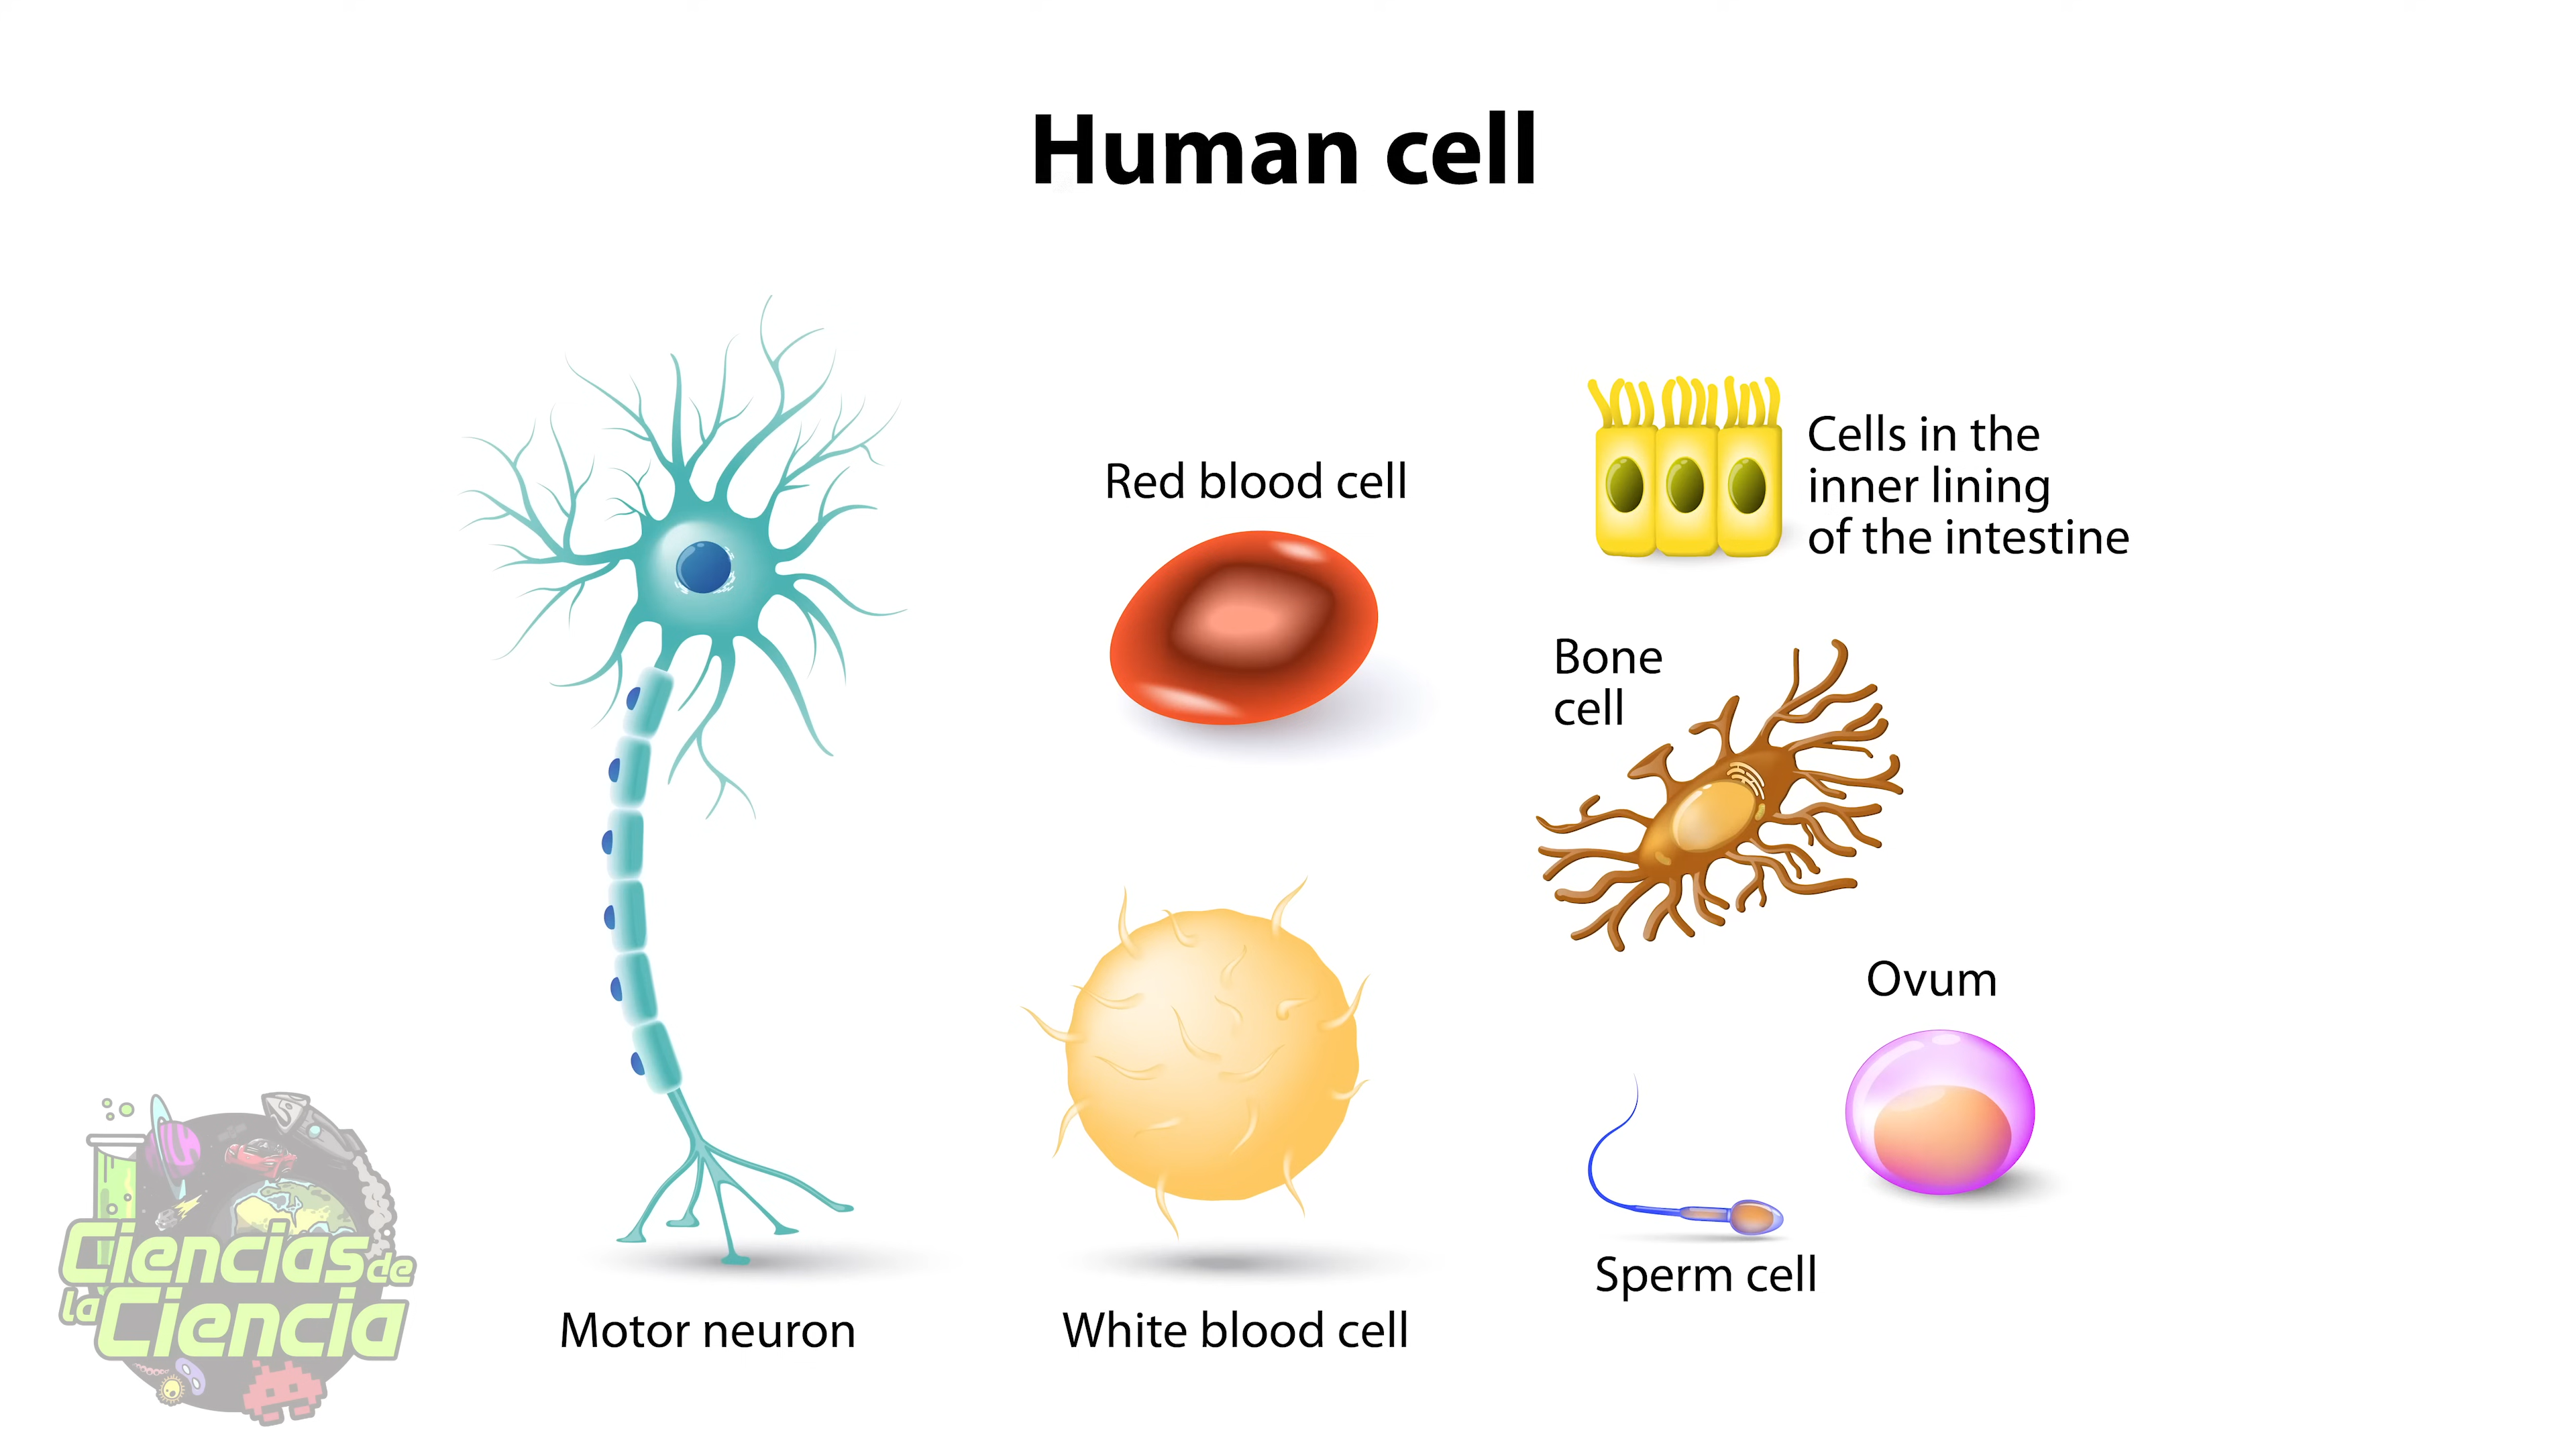 Human cell
Red blood cell
Cells in the
inner lining
of the intestine
Bone
cell
Ovum
Sperm cell
Motor neuron
White blood cell
Ciencias de
la Ciencia